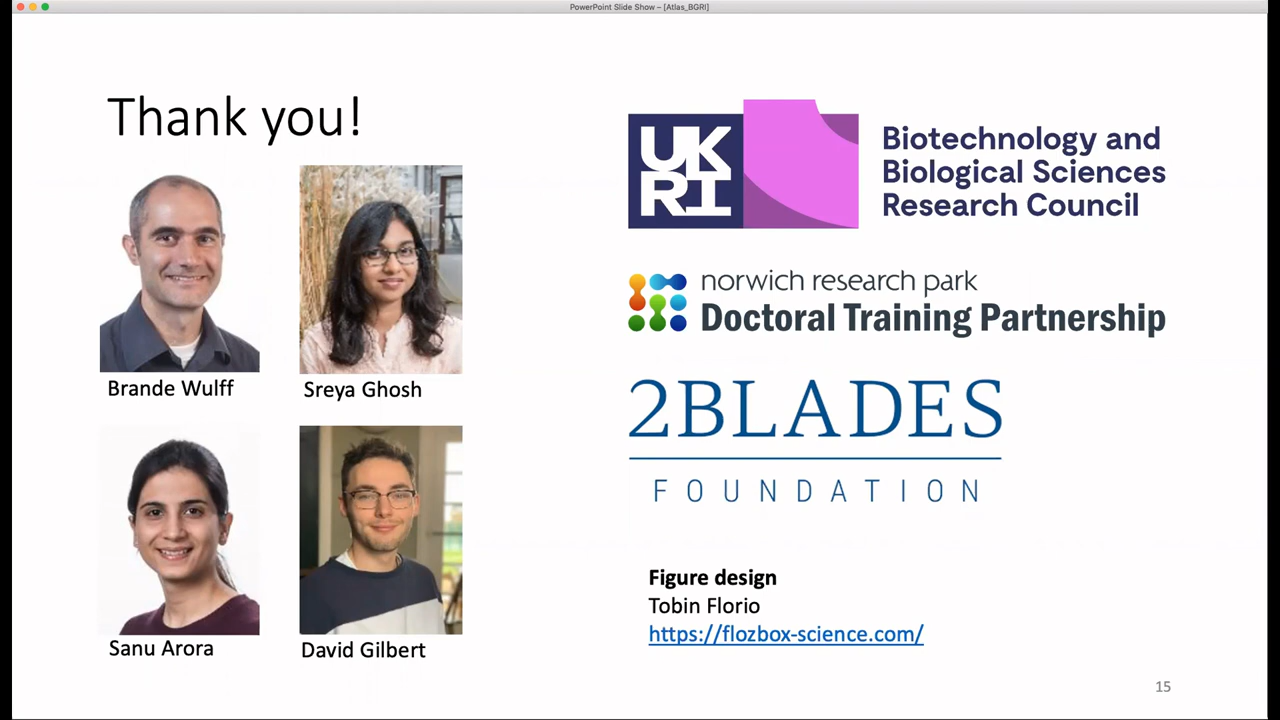 PowerPoint Slide Show – [Atlas_BGRI]
Thank you!
Brande Wulff
Sreya Ghosh
Sanu Arora
David Gilbert
UK
RI
Biotechnology and
Biological Sciences
Research Council
norwich research park
Doctoral Training Partnership
2BLADES
FOUNDATION
Figure design
Tobin Florio
https://flozbox-science.com/
15